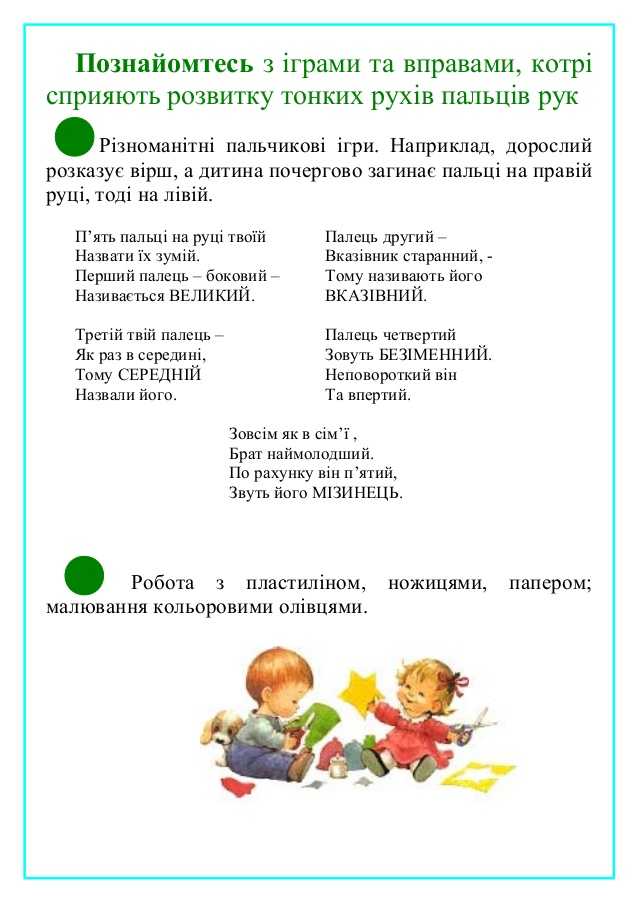 Познайомтесь з іграми та вправами, котрі
сприяють розвитку тонких рухів пальців рук
Різноманітні пальчикові ігри. Наприклад, дорослий
розказує вірш, а дитина почергово загинає пальці на правій
руці, тоді на лівій.
П’ять пальці на руці твоїй
Назвати їх зумій.
Перший палець – боковий –
Називається ВЕЛИКИЙ.
Палець другий –
Вказівник старанний, -
Тому називають його
ВКАЗІВНИЙ.
Третій твій палець –
Як раз в середині,
Тому СЕРЕДНІЙ
Назвали його.
Палець четвертий
Зовуть БЕЗІМЕННИЙ.
Неповороткий він
Та впертий.
Зовсім як в сім’ї ,
Брат наймолодший.
По рахунку він п’ятий,
Звуть його МІЗИНЕЦЬ.
Робота з пластиліном, ножицями, папером;
малювання кольоровими олівцями.